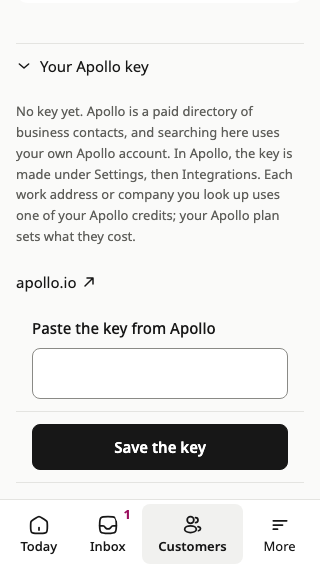 Your Apollo key
No key yet. Apollo is a paid directory of
business contacts, and searching here uses
your own Apollo account. In Apollo, the key is
made under Settings, then Integrations. Each
work address or company you look up uses
one of your Apollo credits; your Apollo plan
sets what they cost.
apollo.io
Paste the key from Apollo
Save the key
1
Today Inbox Customers More